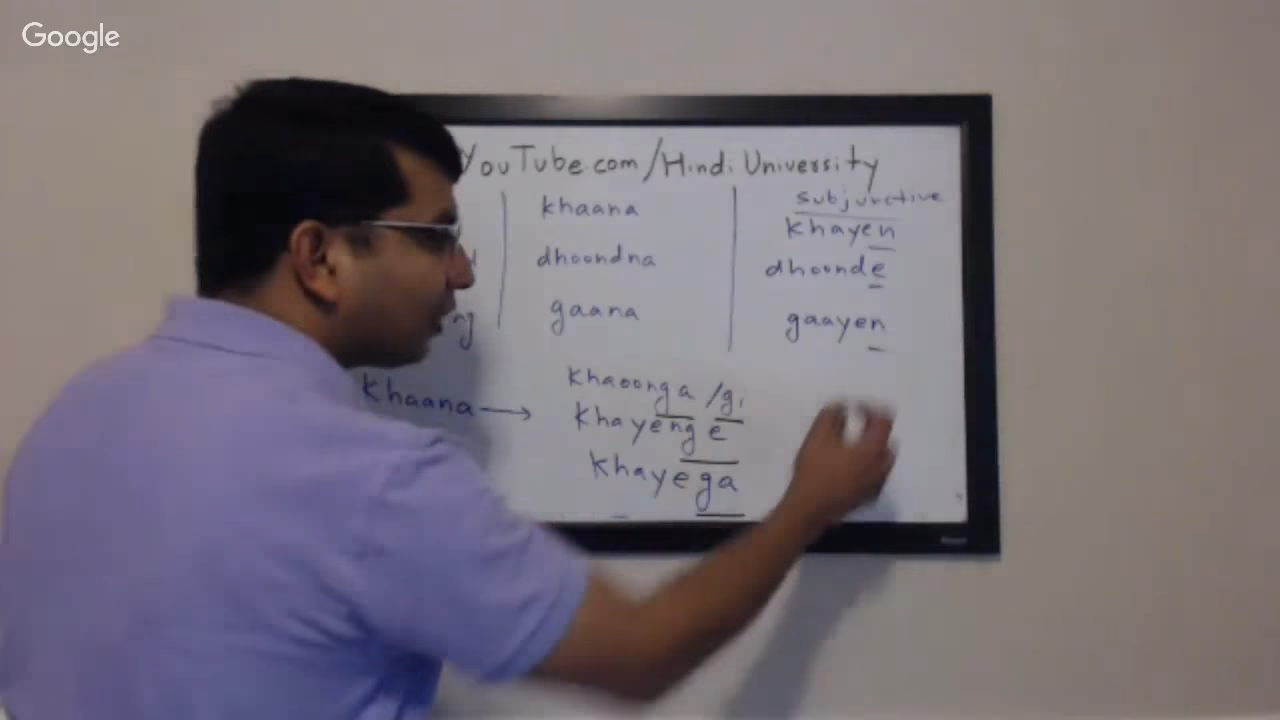 Google
YouTube.com/Hindi University
subjunctive
khaana khayen
dhoondna dhoonde
gaana gaayen
khaana → khaoonga /gi
khayenge
khayega